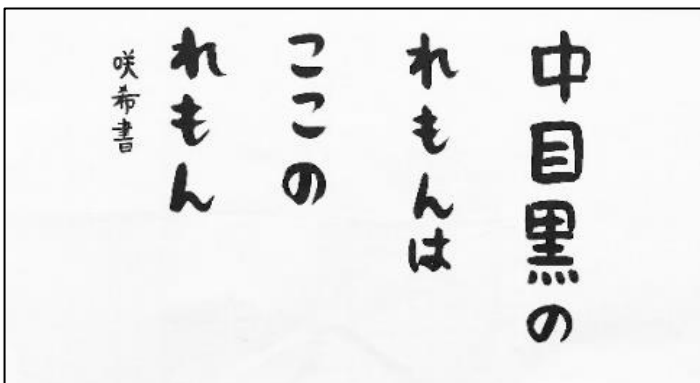 中目黒の
れもんは
ここの
れもん
咲希書